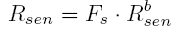 R_{sen} = F_s \cdot R_{sen}^b